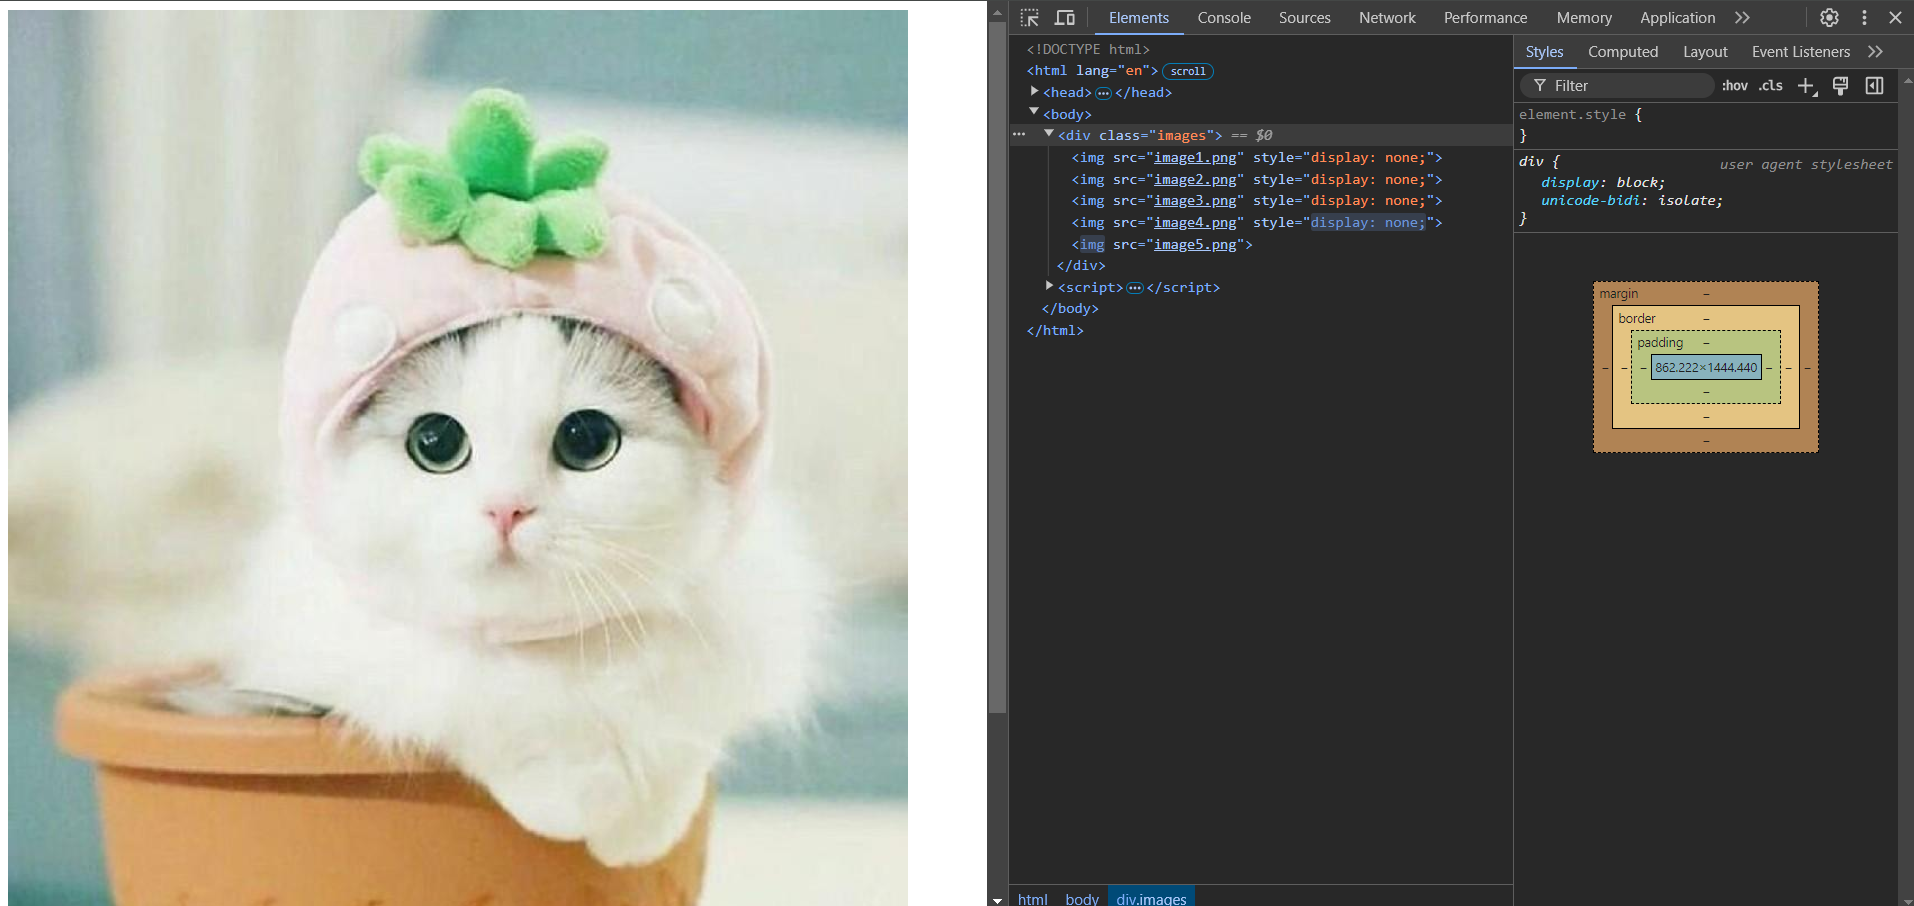 Elements Console Sources Network Performance Memory Application
<!DOCTYPE html>
<html lang="en"> scroll
<head> ••• </head>
<body>
••• <div class="images"> == $0
<img src="image1.png" style="display: none;">
<img src="image2.png" style="display: none;">
<img src="image3.png" style="display: none;">
<img src="image4.png" style="display: none;">
<img src="image5.png">
</div>
<script> ••• </script>
</body>
</html>
html body div.images
Styles Computed Layout Event Listeners
Filter :hov .cls
element.style {
}
div { user agent stylesheet
display: block;
unicode-bidi: isolate;
}
margin –
border –
padding –
– – – 862.222×1444.440 – – –
–
–
–